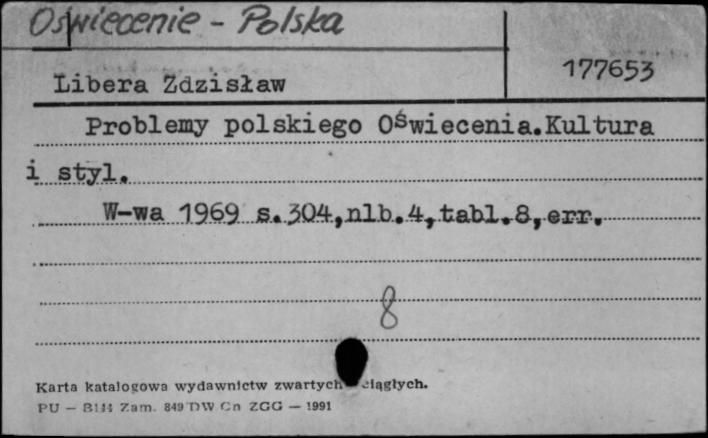 Oświecenie - Polska
177653
Libera Zdzisław
Problemy polskiego Oświecenia.Kultura
i styl.
W-wa 1969 s.304,nlb.4,tabl.8,err.
8
Karta katalogowa wydawnictw zwartych ciągłych.
PU — Zam. 849 DW Cn ZGG — 1991